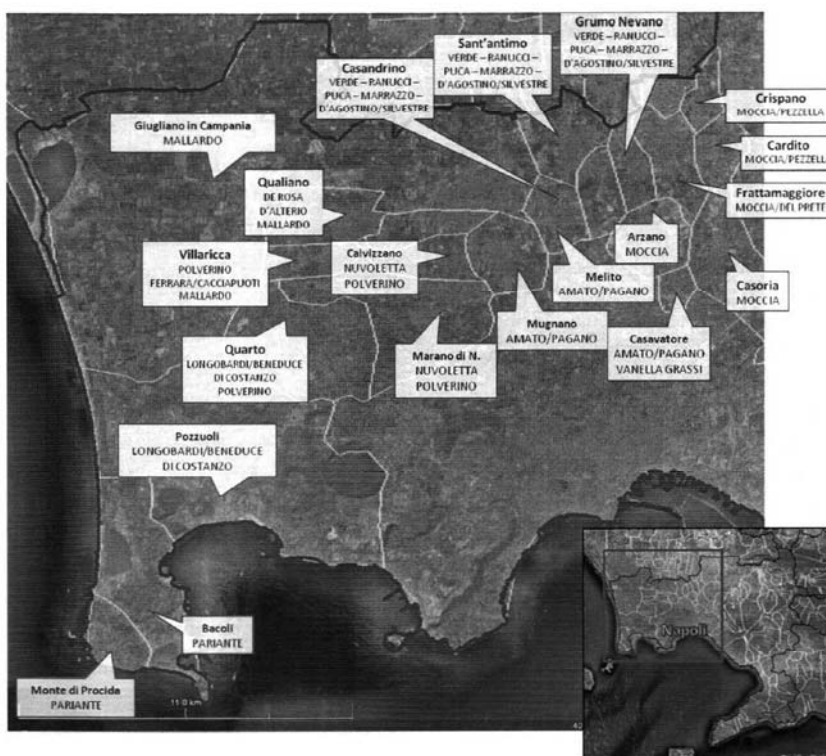 Grumo Nevano
VERDE – RANUCCI –
PUCA – MARRAZZO –
D'AGOSTINO/SILVESTRE
Sant'antimo
VERDE – RANUCCI –
PUCA – MARRAZZO –
D'AGOSTINO/SILVESTRE
Casandrino
VERDE – RANUCCI –
PUCA – MARRAZZO –
D'AGOSTINO/SILVESTRE
Crispano
MOCCIA/PEZZELLA
Giugliano in Campania
MALLARDO
Cardito
MOCCIA/PEZZELL
Qualiano
DE ROSA
D'ALTERIO
MALLARDO
Frattamaggiore
MOCCIA/DEL PRETE
Arzano
MOCCIA
Villaricca
POLVERINO
FERRARA/CACCIAPUOTI
MALLARDO
Calvizzano
NUVOLETTA
POLVERINO
Melito
AMATO/PAGANO
Casoria
MOCCIA
Mugnano
AMATO/PAGANO
Casavatore
AMATO/PAGANO
VANELLA GRASSI
Quarto
LONGOBARDI/BENEDUCE
DI COSTANZO
POLVERINO
Marano di N.
NUVOLETTA
POLVERINO
Pozzuoli
LONGOBARDI/BENEDUCE
DI COSTANZO
Bacoli
PARIANTE
Monte di Procida
PARIANTE
11.0 km
Napoli